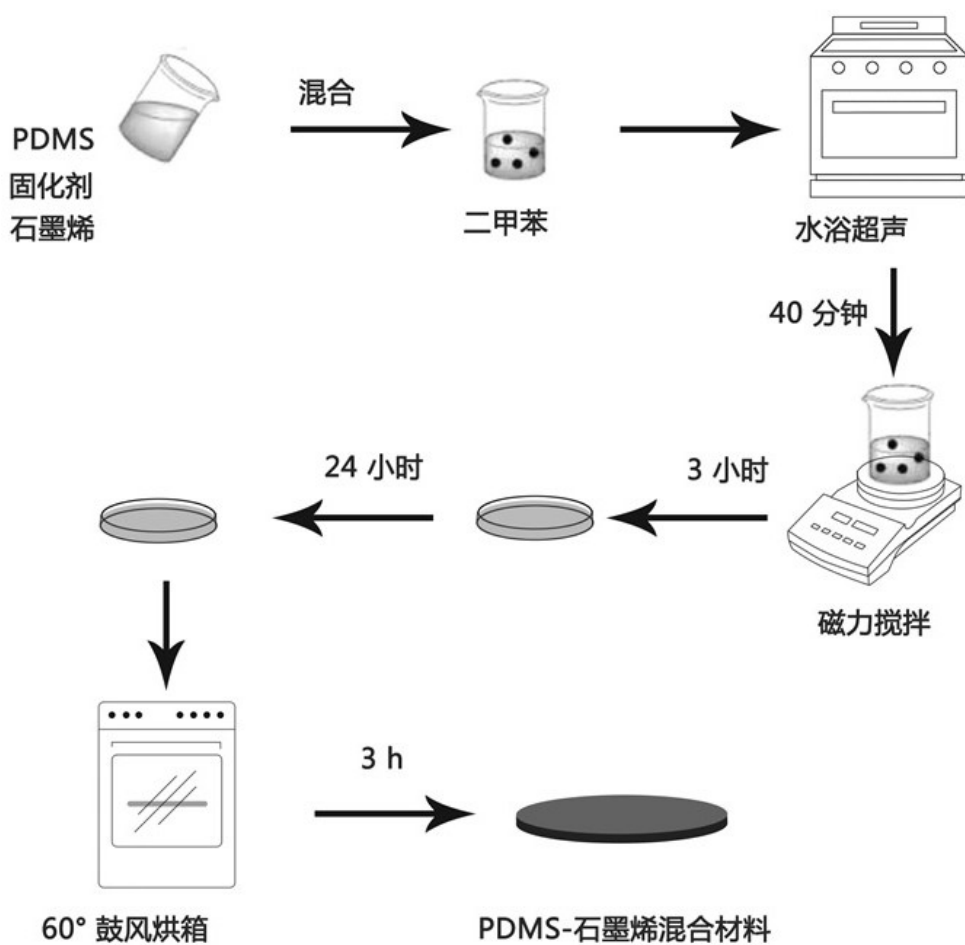 PDMS
固化剂
石墨烯
混合
二甲苯
水浴超声
40 分钟
磁力搅拌
3 小时
24 小时
60° 鼓风烘箱
3 h
PDMS-石墨烯混合材料